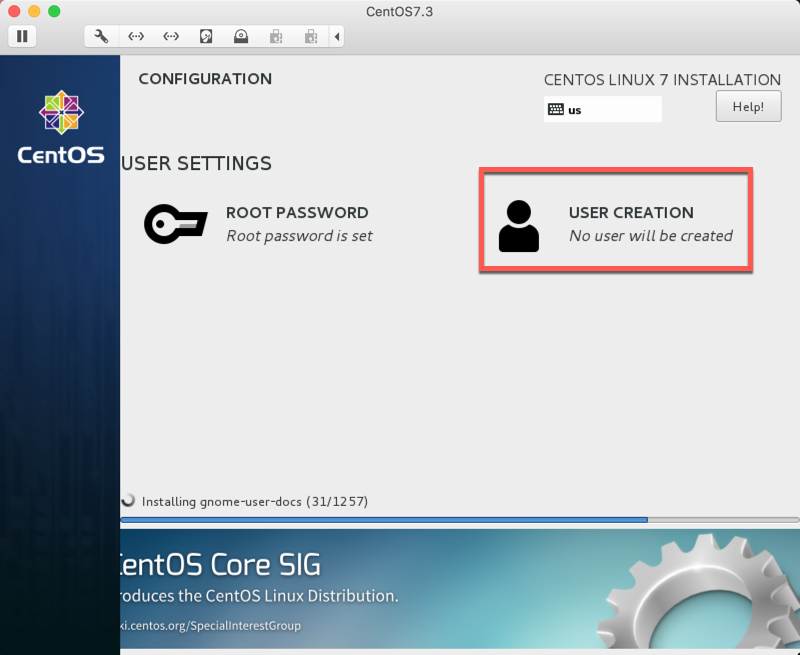 CentOS7.3
CONFIGURATION
CENTOS LINUX 7 INSTALLATION
us
Help!
CentOS
USER SETTINGS
ROOT PASSWORD
Root password is set
USER CREATION
No user will be created
Installing gnome-user-docs (31/1257)
entOS Core SIG
roduces the CentOS Linux Distribution.
ki.centos.org/SpecialInterestGroup